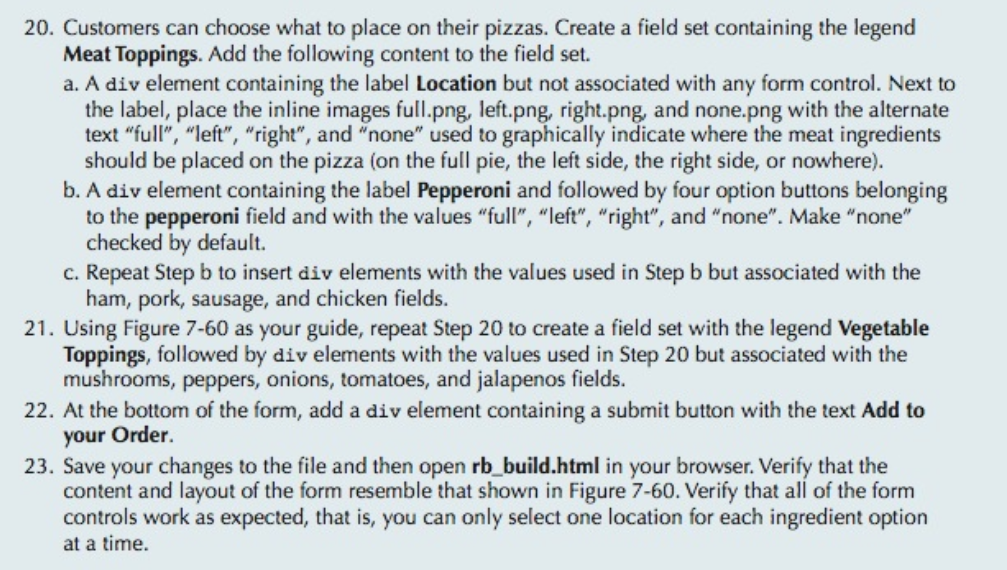 20. Customers can choose what to place on their pizzas. Create a field set containing the legend
Meat Toppings. Add the following content to the field set.
a. A div element containing the label Location but not associated with any form control. Next to
the label, place the inline images full.png, left.png, right.png, and none.png with the alternate
text “full”, “left”, “right”, and “none” used to graphically indicate where the meat ingredients
should be placed on the pizza (on the full pie, the left side, the right side, or nowhere).
b. A div element containing the label Pepperoni and followed by four option buttons belonging
to the pepperoni field and with the values “full”, “left”, “right”, and “none”. Make “none”
checked by default.
c. Repeat Step b to insert div elements with the values used in Step b but associated with the
ham, pork, sausage, and chicken fields.
21. Using Figure 7-60 as your guide, repeat Step 20 to create a field set with the legend Vegetable
Toppings, followed by div elements with the values used in Step 20 but associated with the
mushrooms, peppers, onions, tomatoes, and jalapenos fields.
22. At the bottom of the form, add a div element containing a submit button with the text Add to
your Order.
23. Save your changes to the file and then open rb_build.html in your browser. Verify that the
content and layout of the form resemble that shown in Figure 7-60. Verify that all of the form
controls work as expected, that is, you can only select one location for each ingredient option
at a time.